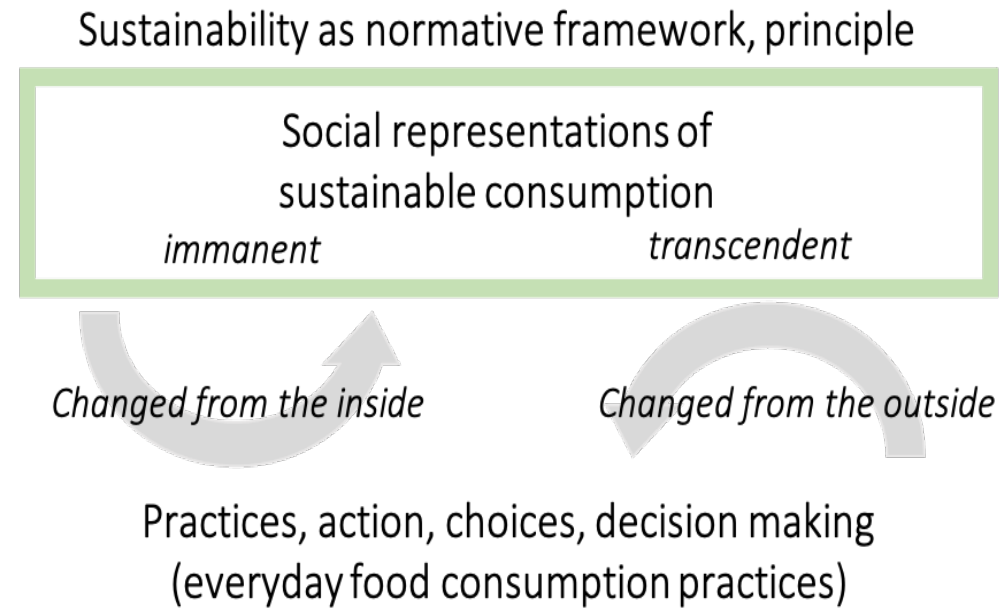 Sustainability as normative framework, principle
Social representations of
sustainable consumption
immanent
transcendent
Changed from the inside
Changed from the outside
Practices, action, choices, decision making
(everyday food consumption practices)